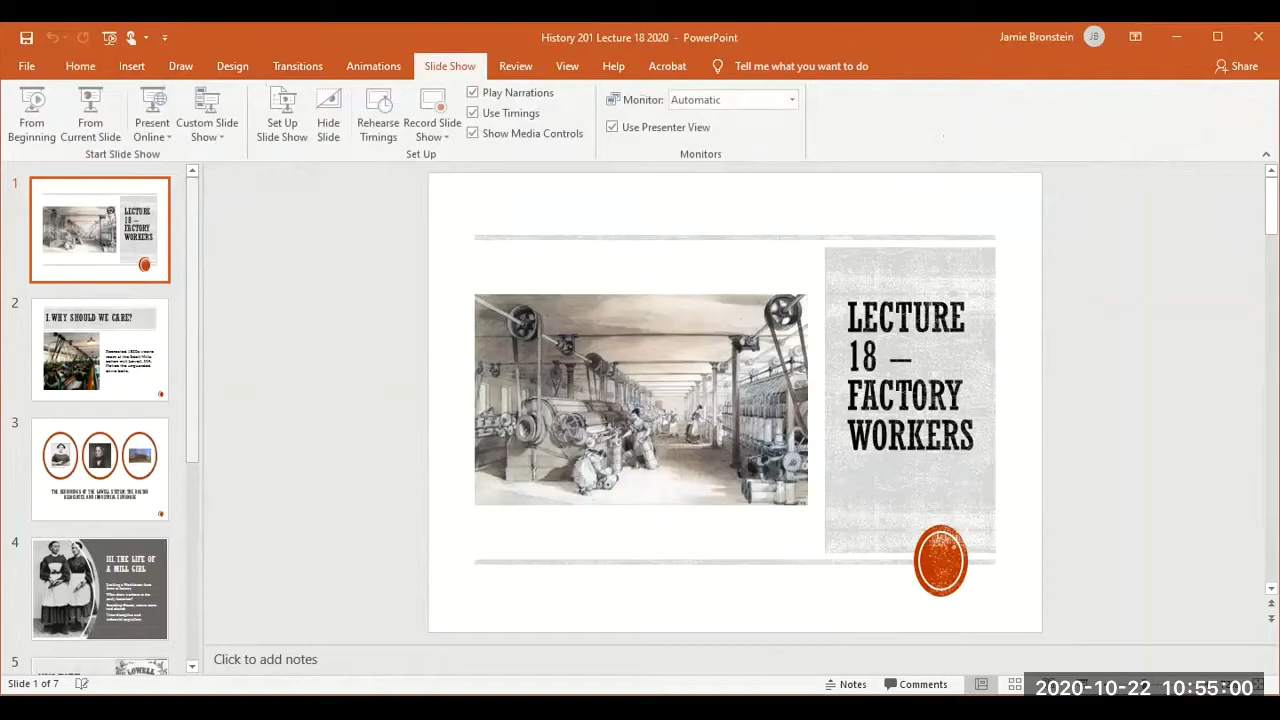 History 201 Lecture 18 2020 - PowerPoint
Jamie Bronstein
JB
File Home Insert Draw Design Transitions Animations Slide Show Review View Help Acrobat Tell me what you want to do Share
From Beginning
From Current Slide
Present Online
Custom Slide Show
Set Up Slide Show
Hide Slide
Rehearse Timings
Record Slide Show
Play Narrations
Use Timings
Show Media Controls
Monitor: Automatic
Use Presenter View
Start Slide Show
Set Up
Monitors
1
LECTURE
18 –
FACTORY
WORKERS
2
I. WHY SHOULD WE CARE?
3
4
III. THE LIFE OF
A MILL GIRL
5
LOWELL
LECTURE
18 –
FACTORY
WORKERS
Click to add notes
Slide 1 of 7
Notes
Comments
2020-10-22 10:55:00